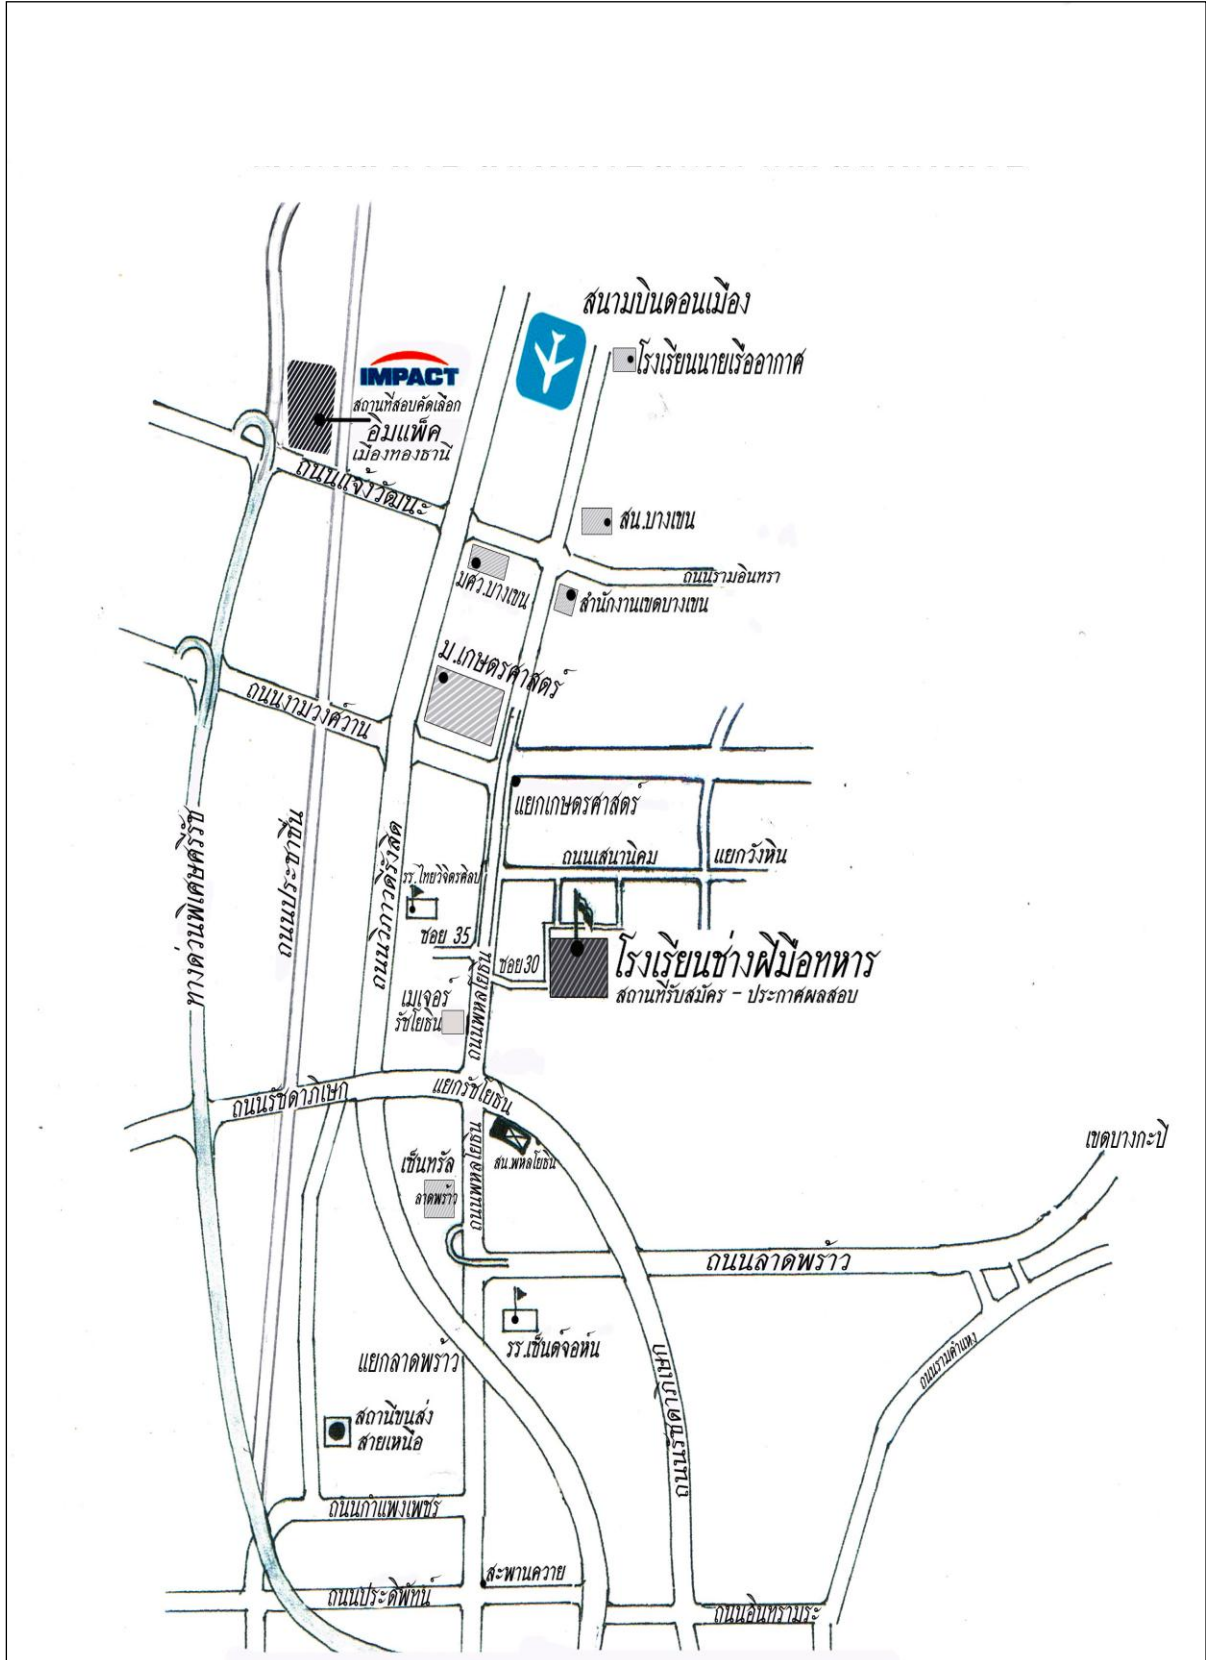 สนามบินดอนเมือง
โรงเรียนนายเรืออากาศ
IMPACT
สถานที่สอบคัดเลือก
อิมแพ็ค
เมืองทองธานี
ถนนแจ้งวัฒนะ
สน.บางเขน
มศว.บางเขน
ถนนรามอินทรา
สำนักงานเขตบางเขน
ม.เกษตรศาสตร์
ถนนงามวงศ์วาน
แยกเกษตรศาสตร์
ทางด่วนพิเศษศรีรัช
ถนนประชาชื่น
ถนนวิภาวดีรังสิต
ถนนเสนานิคม
แยกวังหิน
รร.ไทยวิจิตรศิลป
ซอย 35
ซอย30
โรงเรียนช่างฝีมือทหาร
สถานที่รับสมัคร - ประกาศผลสอบ
เมเจอร์
รัชโยธิน
ถนนพหลโยธิน
ถนนรัชดาภิเษก
แยกรัชโยธิน
เขตบางกะปิ
เซ็นทรัล
ลาดพร้าว
ถนนพหลโยธิน
สน.พหลโยธิน
ถนนลาดพร้าว
รร.เซ็นต์จอห์น
แยกลาดพร้าว
ถนนรัชดาภิเษก
ถนนรามคำแหง
สถานีขนส่ง
สายเหนือ
ถนนกำแพงเพชร
สะพานควาย
ถนนประดิพัทน์
ถนนอินทรามระ